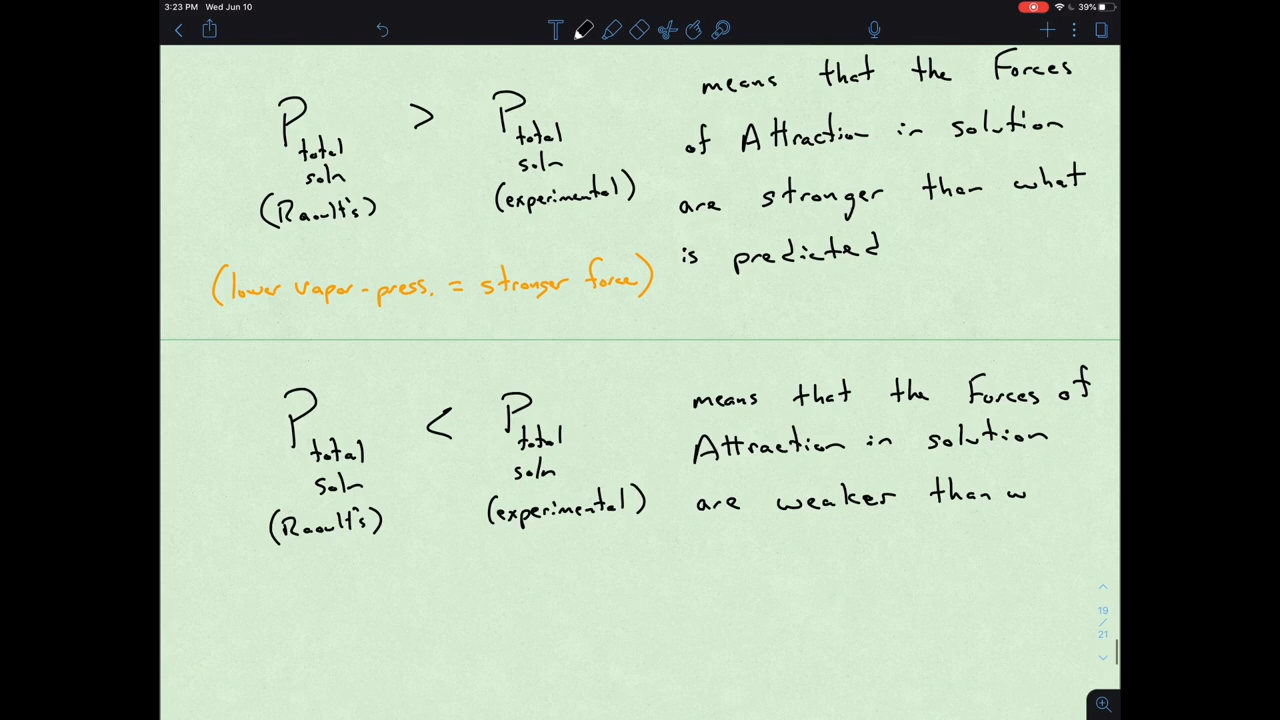 3:23 PM Wed Jun 10
39%
T
means that the Forces
P > P
of Attraction in solution
total total
soln soln
(Raoult's) (experimental)
are stronger than what
is predicted
(lower vapor-press. = stronger force)
means that the Forces of
P < P
Attraction in solution
total total
soln soln
(Raoult's) (experimental)
are weaker than w
19
/
21